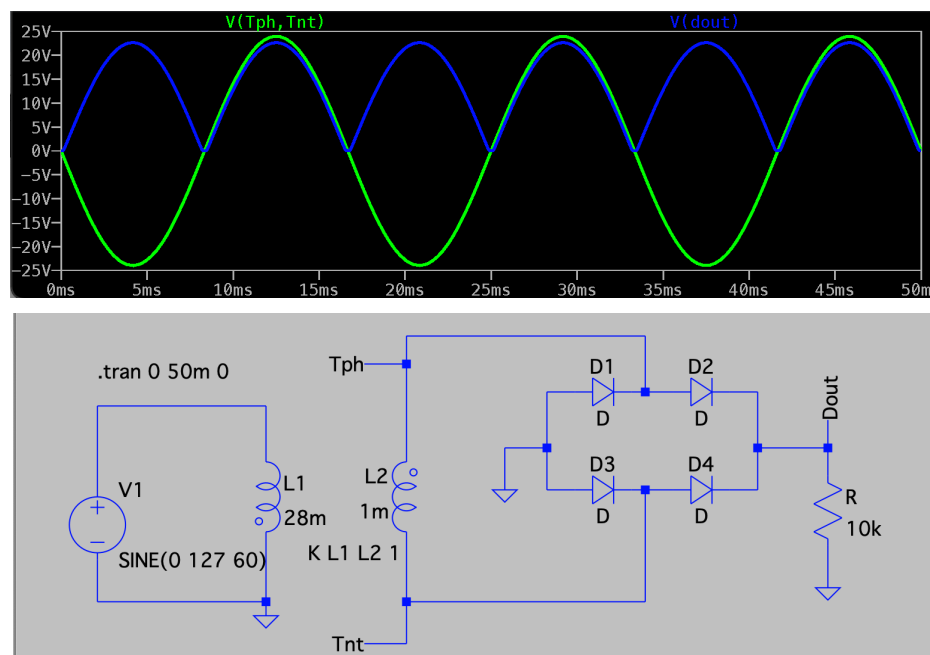 V(Tph,Tnt) V(dout)
25V
20V
15V
10V
5V
0V
−5V
−10V
−15V
−20V
−25V
0ms 5ms 10ms 15ms 20ms 25ms 30ms 35ms 40ms 45ms 50m
.tran 0 50m 0
Tph
D1 D2
D D
Dout
V1
SINE(0 127 60)
L1
28m
L2
1m
K L1 L2 1
D3 D4
D D
R
10k
Tnt